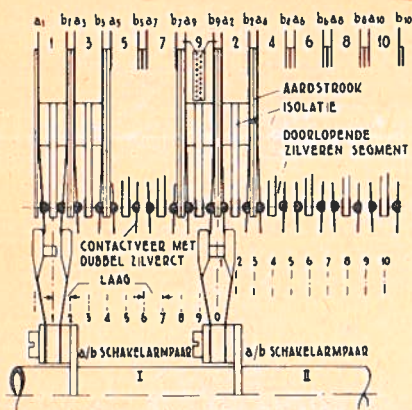 a₁ b₁a₃ b₃a₅ b₅a₇ b₇a₉ b₉a₂ b₂a₄ b₄a₆ b₆a₈ b₈a₁₀ b₁₀
1 3 5 7 9 2 4 6 8 10
AARDSTROOK
ISOLATIE
DOORLOPENDE
ZILVEREN SEGMENT
CONTACTVEER MET
DUBBEL ZILVERCT
LAAG
2 3 4 5 6 7 8 9 10
3 4 5 6 7 8 9 0
a/b SCHAKELARMPAAR
a/b SCHAKELARMPAAR
I
II